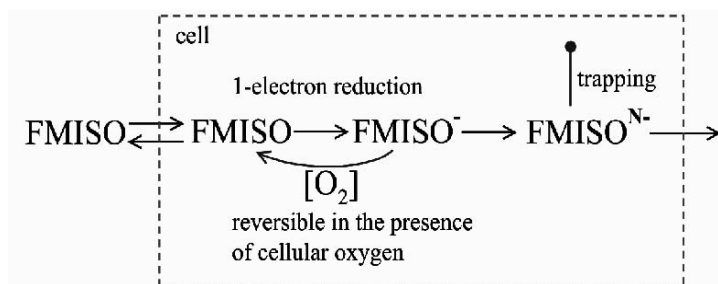 cell
1-electron reduction
trapping
FMISO FMISO FMISO⁻ FMISOᴺ⁻
[O₂]
reversible in the presence
of cellular oxygen